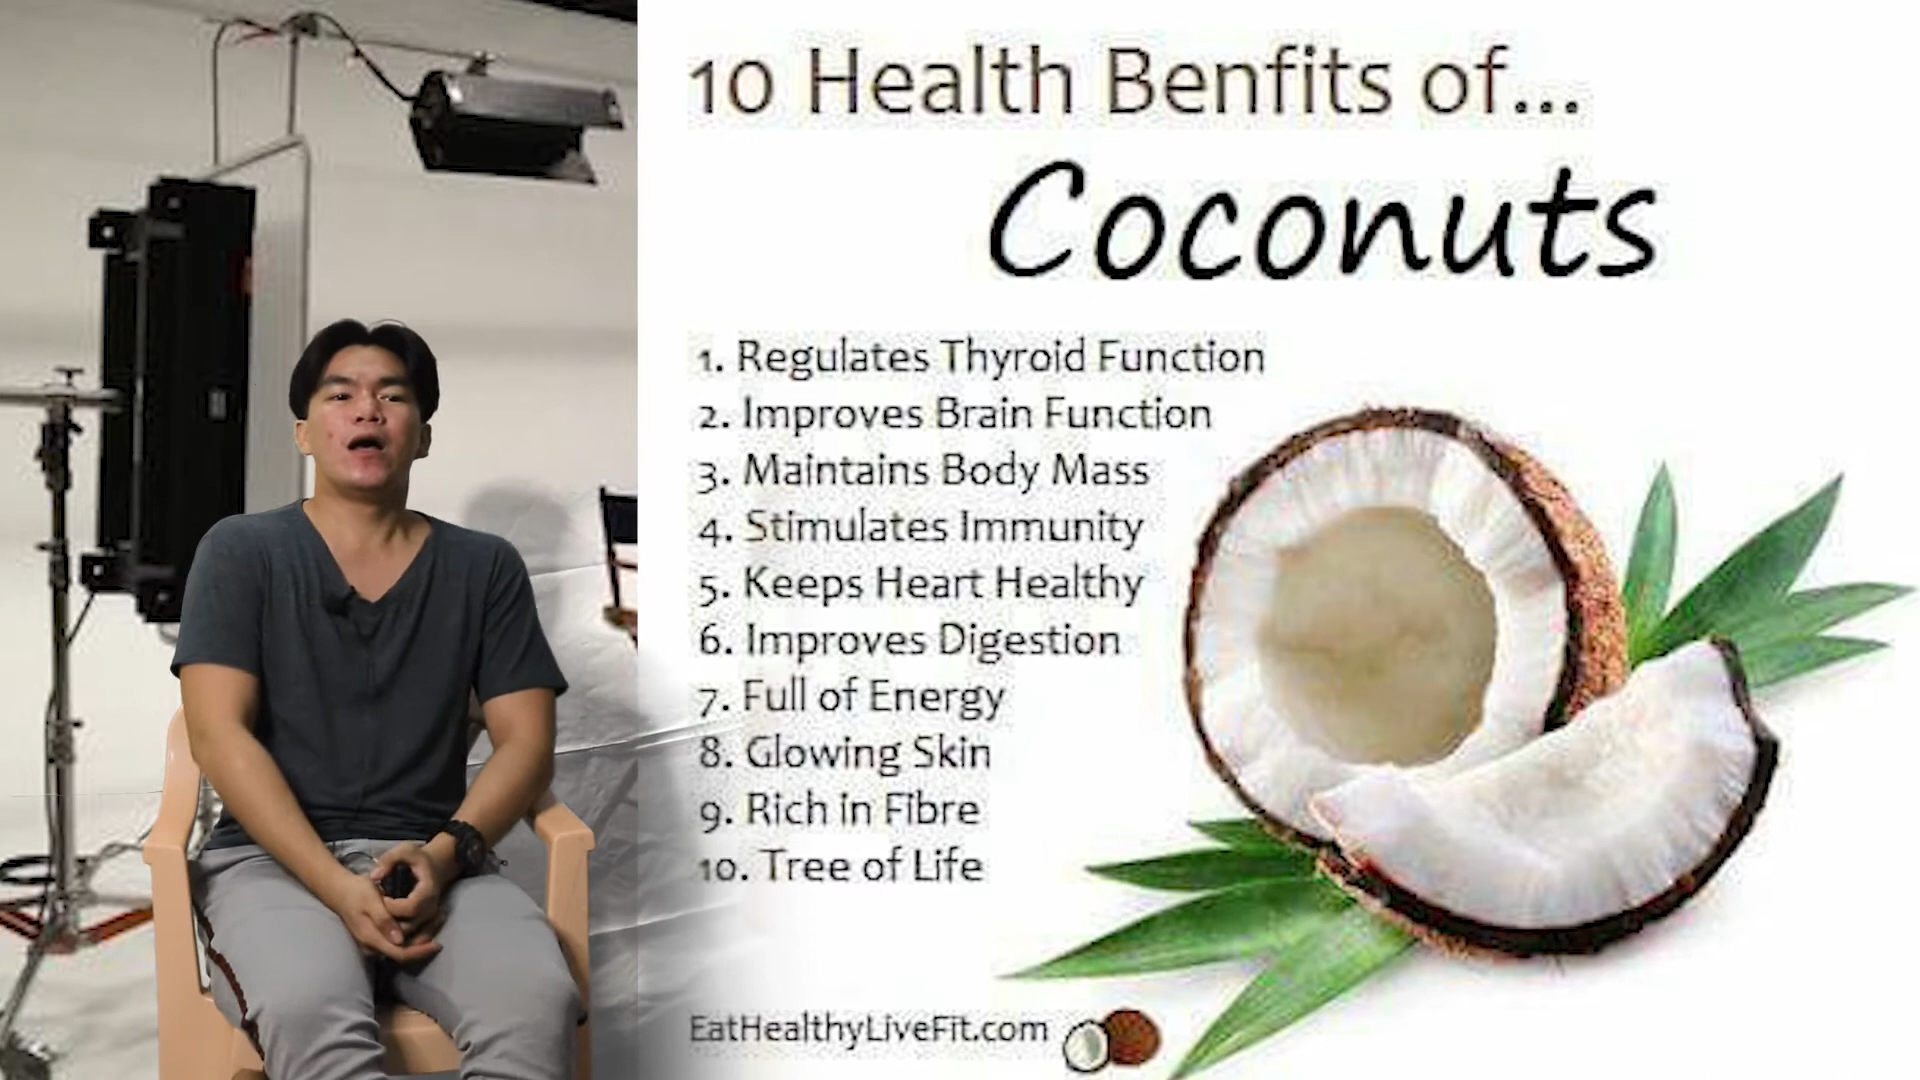 10 Health Benfits of...
Coconuts
1. Regulates Thyroid Function
2. Improves Brain Function
3. Maintains Body Mass
4. Stimulates Immunity
5. Keeps Heart Healthy
6. Improves Digestion
7. Full of Energy
8. Glowing Skin
9. Rich in Fibre
10. Tree of Life
EatHealthyLiveFit.com